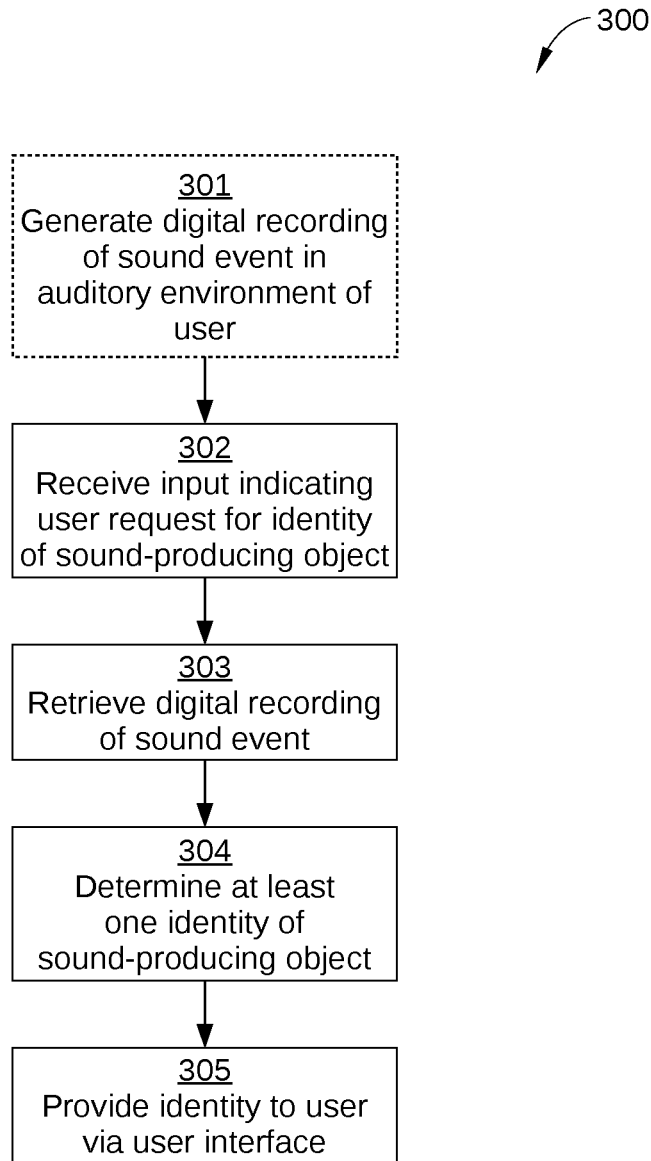 300
301
Generate digital recording
of sound event in
auditory environment of
user
302
Receive input indicating
user request for identity
of sound-producing object
303
Retrieve digital recording
of sound event
304
Determine at least
one identity of
sound-producing object
305
Provide identity to user
via user interface